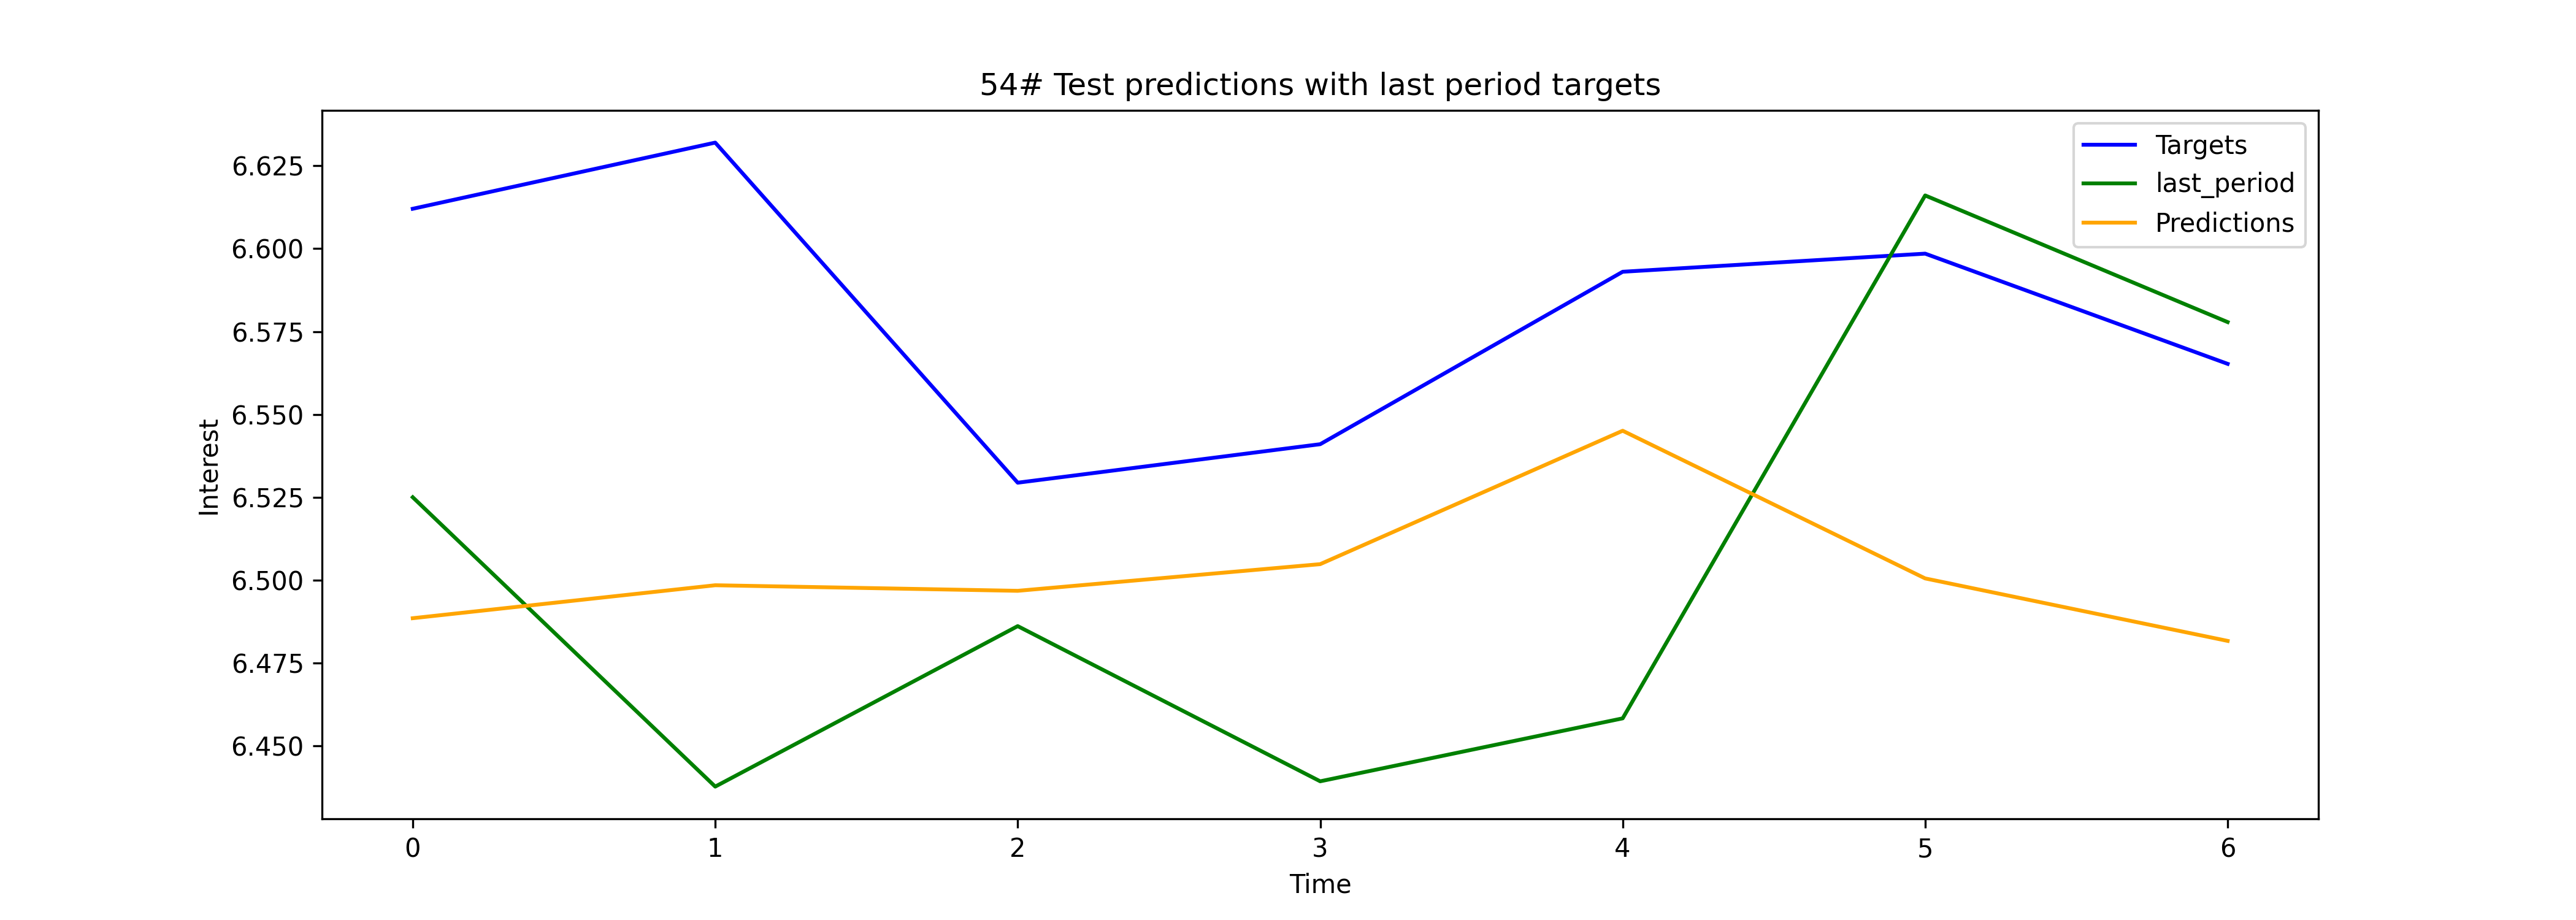 54# Test predictions with last period targets
Targets
last_period
Predictions
Interest
6.625
6.600
6.575
6.550
6.525
6.500
6.475
6.450
0 1 2 3 4 5 6
Time